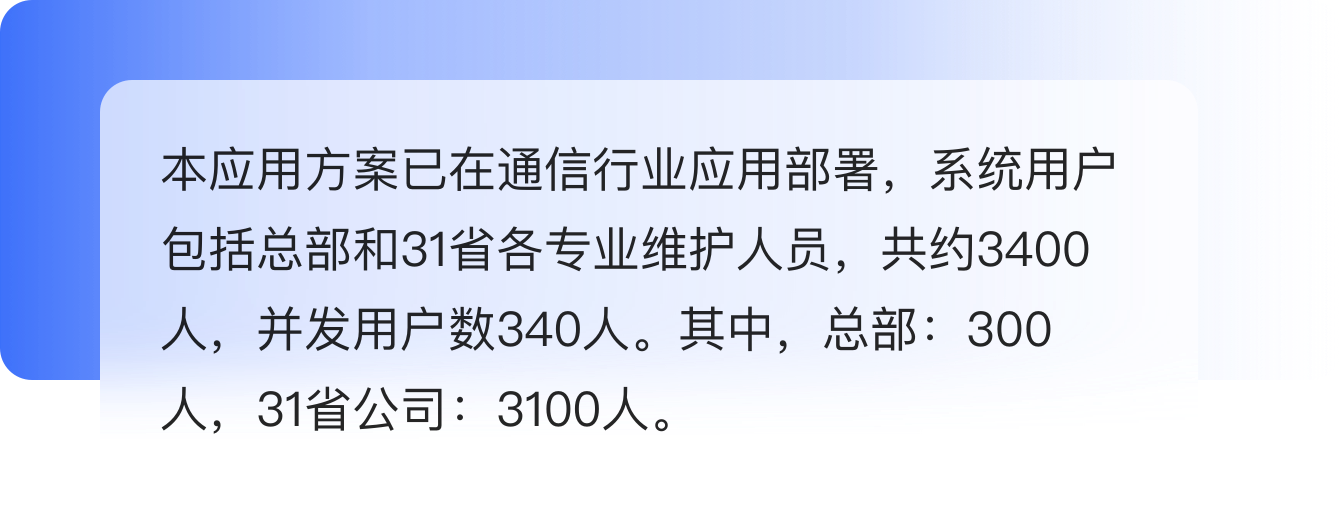 本应用方案已在通信行业应用部署，系统用户
包括总部和31省各专业维护人员，共约3400
人，并发用户数340人。其中，总部：300
人，31省公司：3100人。